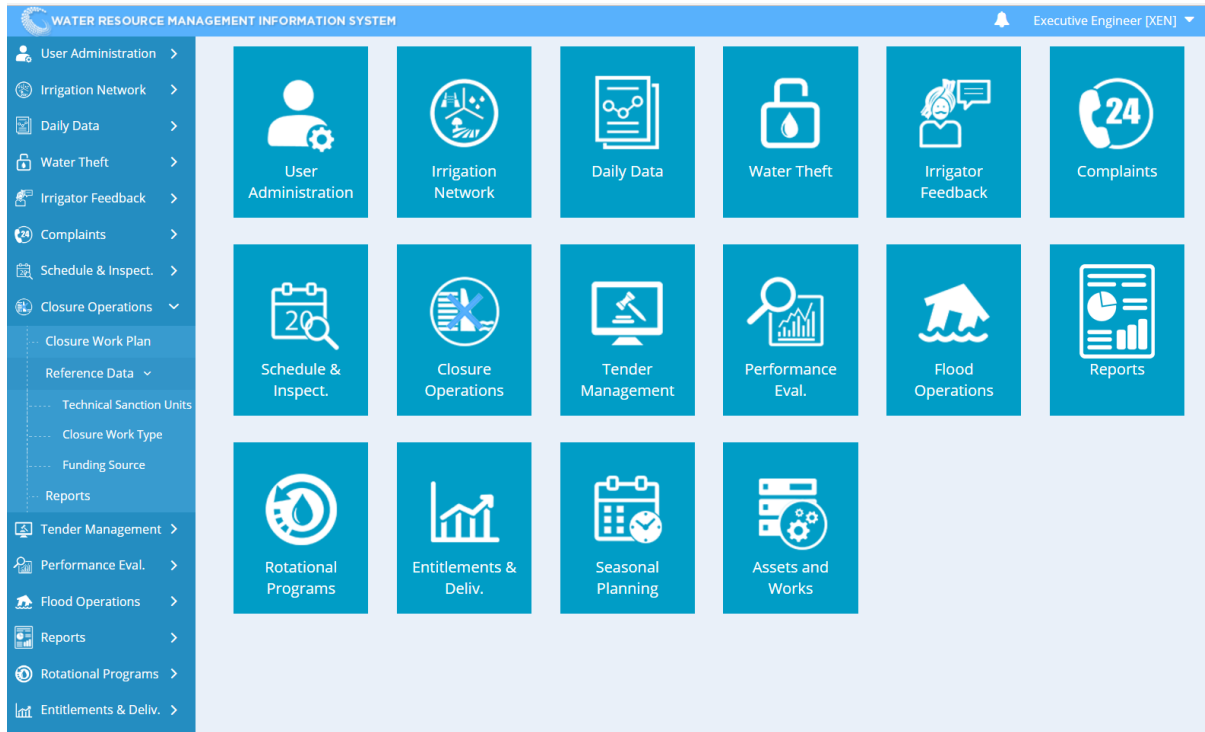 WATER RESOURCE MANAGEMENT INFORMATION SYSTEM
Executive Engineer [XEN]
User Administration
Irrigation Network
Daily Data
Water Theft
Irrigator Feedback
Complaints
Schedule & Inspect.
Closure Operations
Closure Work Plan
Reference Data
Technical Sanction Units
Closure Work Type
Funding Source
Reports
Tender Management
Performance Eval.
Flood Operations
Reports
Rotational Programs
Entitlements & Deliv.
User
Administration
Irrigation
Network
Daily Data
Water Theft
Irrigator
Feedback
24
Complaints
20
Schedule &
Inspect.
Closure
Operations
Tender
Management
Performance
Eval.
Flood
Operations
Reports
Rotational
Programs
Entitlements &
Deliv.
Seasonal
Planning
Assets and
Works